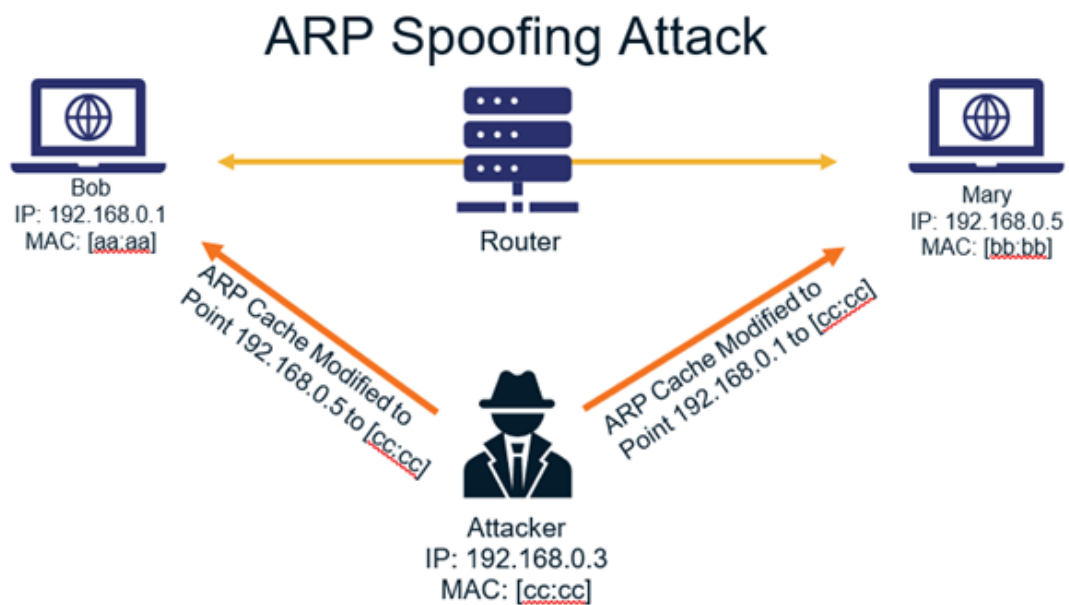 ARP Spoofing Attack
Bob
IP: 192.168.0.1
MAC: [aa:aa]
Router
Mary
IP: 192.168.0.5
MAC: [bb:bb]
ARP Cache Modified to
Point 192.168.0.5 to [cc:cc]
ARP Cache Modified to
Point 192.168.0.1 to [cc:cc]
Attacker
IP: 192.168.0.3
MAC: [cc:cc]